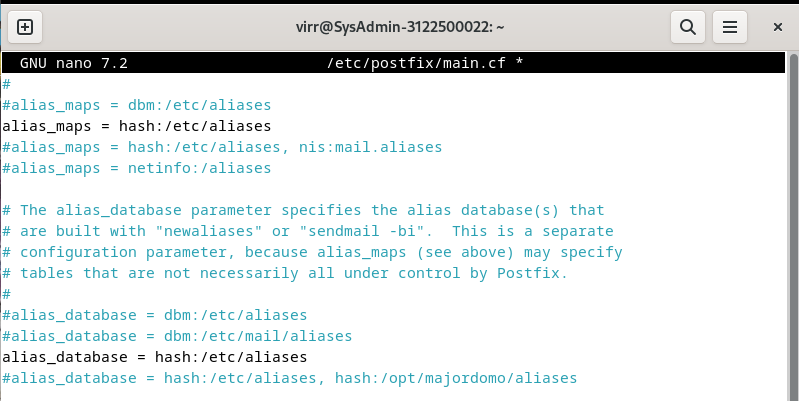 virr@SysAdmin-3122500022: ~
GNU nano 7.2 /etc/postfix/main.cf *
#
#alias_maps = dbm:/etc/aliases
alias_maps = hash:/etc/aliases
#alias_maps = hash:/etc/aliases, nis:mail.aliases
#alias_maps = netinfo:/aliases

# The alias_database parameter specifies the alias database(s) that
# are built with "newaliases" or "sendmail -bi".  This is a separate
# configuration parameter, because alias_maps (see above) may specify
# tables that are not necessarily all under control by Postfix.
#
#alias_database = dbm:/etc/aliases
#alias_database = dbm:/etc/mail/aliases
alias_database = hash:/etc/aliases
#alias_database = hash:/etc/aliases, hash:/opt/majordomo/aliases